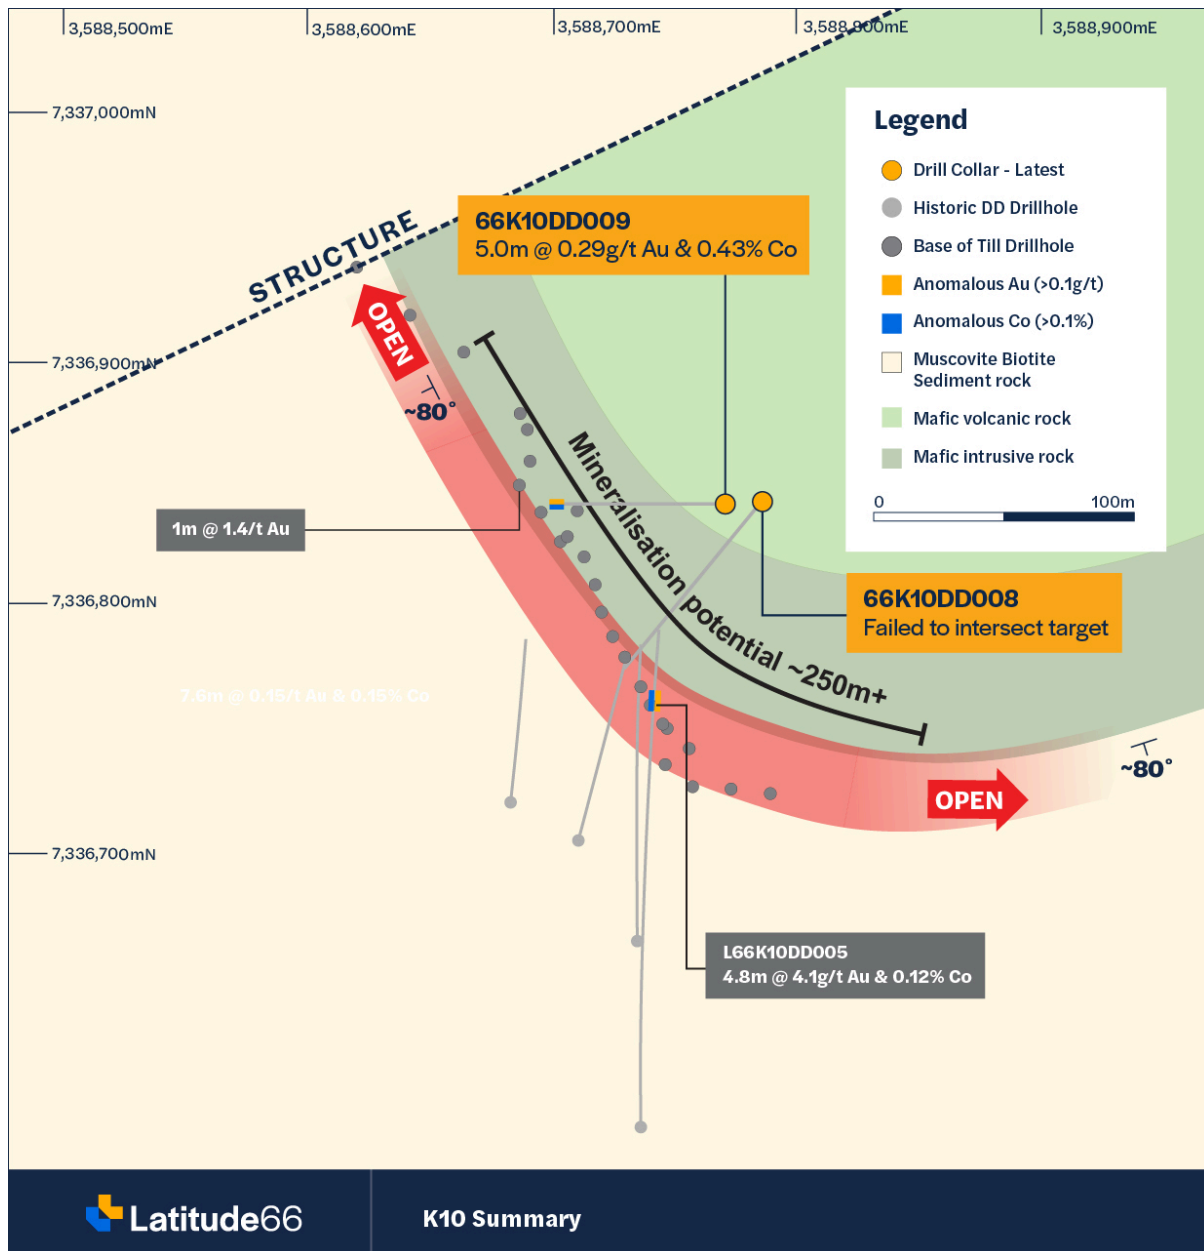 3,588,500mE
3,588,600mE
3,588,700mE
3,588,800mE
3,588,900mE
7,337,000mN
Legend
Drill Collar - Latest
Historic DD Drillhole
Base of Till Drillhole
Anomalous Au (>0.1g/t)
Anomalous Co (>0.1%)
Muscovite Biotite
Sediment rock
Mafic volcanic rock
Mafic intrusive rock
0 100m
STRUCTURE
66K10DD009
5.0m @ 0.29g/t Au & 0.43% Co
OPEN
7,336,900mN
~80°
Mineralisation potential ~250m+
1m @ 1.4/t Au
7,336,800mN
66K10DD008
Failed to intersect target
7.6m @ 0.15/t Au & 0.15% Co
~80°
OPEN
7,336,700mN
L66K10DD005
4.8m @ 4.1g/t Au & 0.12% Co
Latitude66
K10 Summary